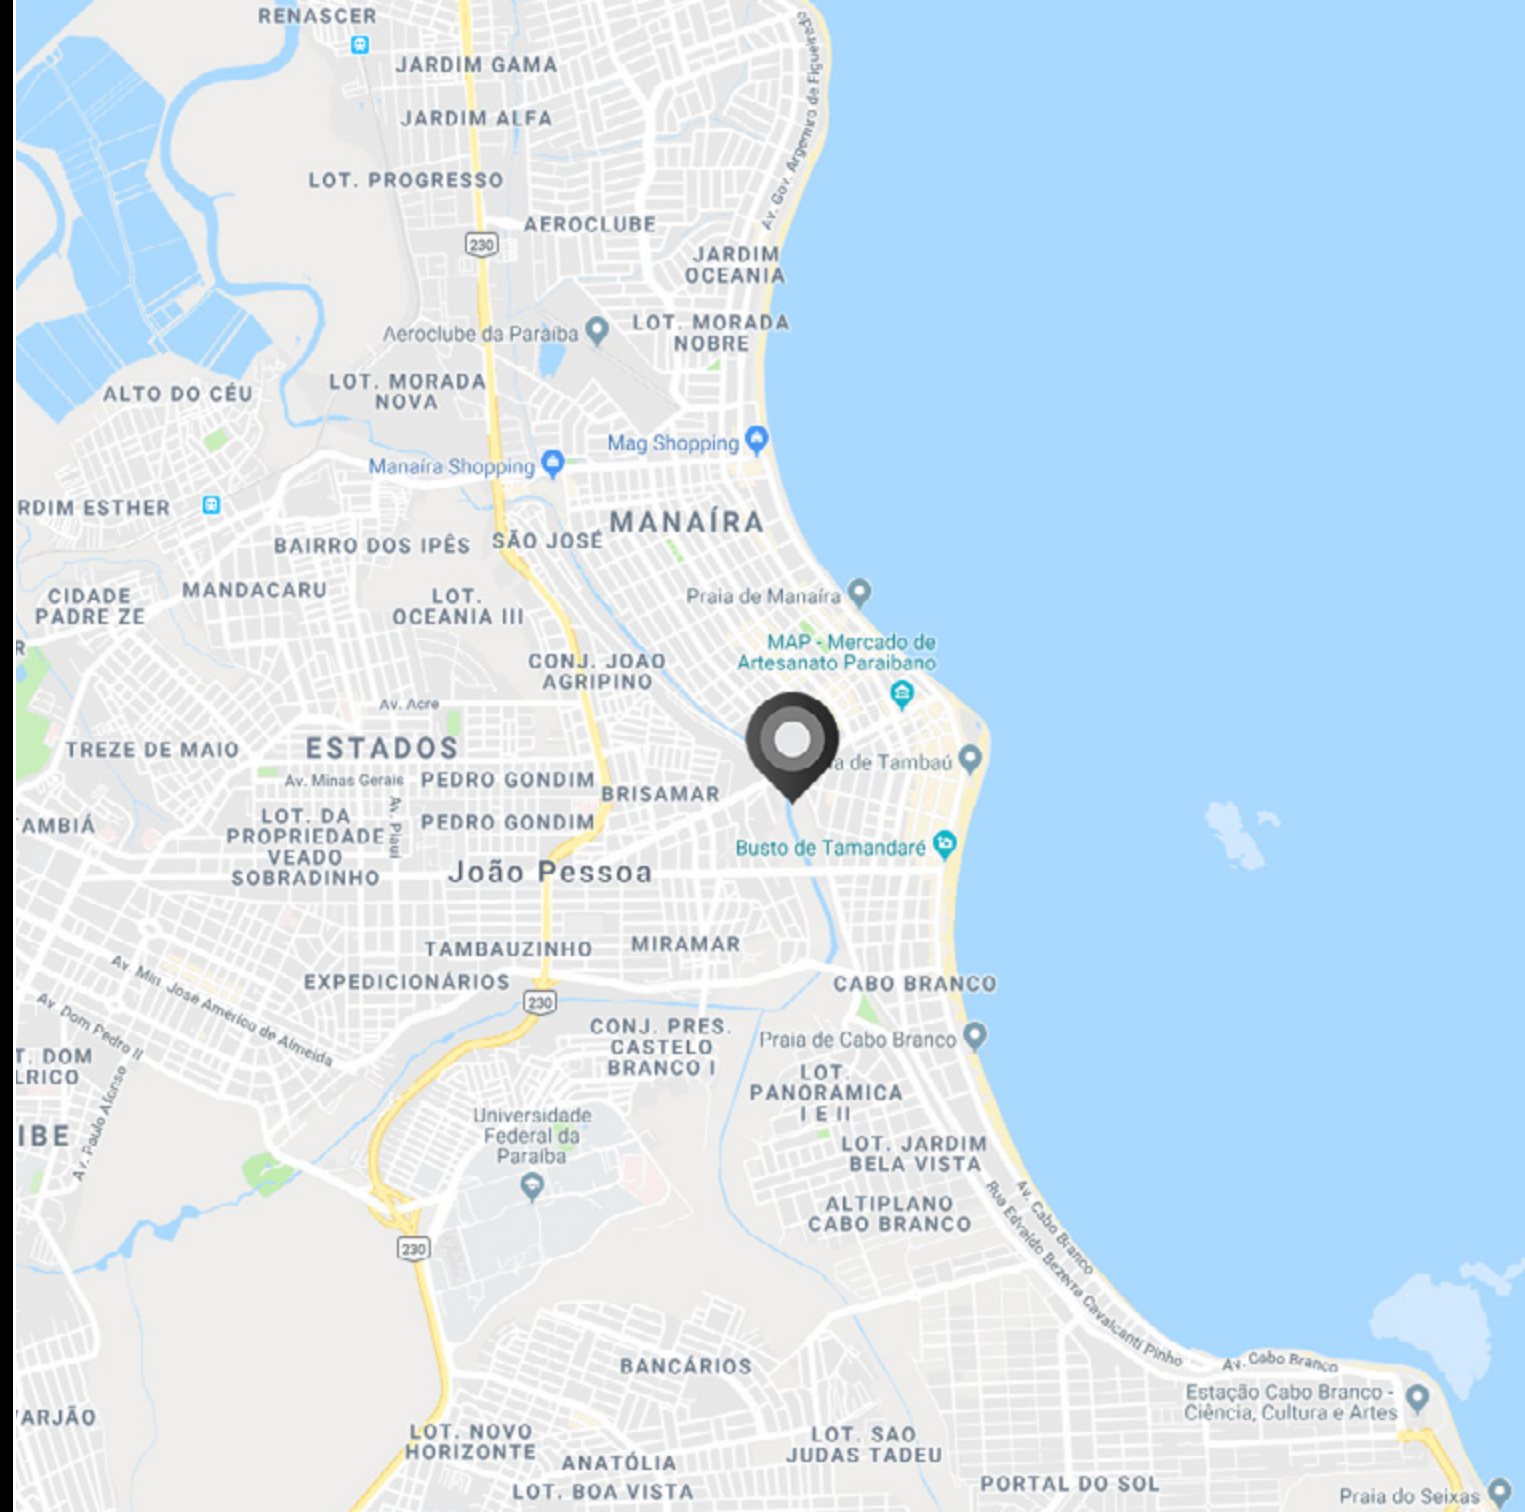 RENASCER
JARDIM GAMA
JARDIM ALFA
LOT. PROGRESSO
Av. Gov. Argemiro de Figueiredo
AEROCLUBE
230
JARDIM
OCEANIA
Aeroclube da Paraíba
LOT. MORADA
NOBRE
ALTO DO CÉU
LOT. MORADA
NOVA
Mag Shopping
Manaíra Shopping
RDIM ESTHER
MANAÍRA
BAIRRO DOS IPÊS
SÃO JOSÉ
CIDADE
PADRE ZE
MANDACARU
LOT.
OCEANIA III
Praia de Manaíra
R
MAP - Mercado de
Artesanato Paraibano
CONJ. JOAO
AGRIPINO
Av. Acre
TREZE DE MAIO
ESTADOS
a de Tambaú
Av. Minas Gerais
PEDRO GONDIM
BRISAMAR
AMBIÁ
LOT. DA
PROPRIEDADE
VEADO
SOBRADINHO
Av. Piauí
PEDRO GONDIM
Busto de Tamandaré
João Pessoa
TAMBAUZINHO
MIRAMAR
EXPEDICIONÁRIOS
CABO BRANCO
Av. Min. José Américo de Almeida
230
Av. Dom Pedro II
CONJ. PRES.
CASTELO
BRANCO I
Praia de Cabo Branco
T. DOM
LRICO
Av. Paulo Afonso
LOT.
PANORAMICA
I E II
IBE
Universidade
Federal da
Paraíba
LOT. JARDIM
BELA VISTA
ALTIPLANO
CABO BRANCO
Av. Cabo Branco
Rua Edvaldo Bezerra Cavalcanti Pinho
230
BANCÁRIOS
Av. Cabo Branco
Estação Cabo Branco -
Ciência, Cultura e Artes
ARJÃO
LOT. NOVO
HORIZONTE
ANATÓLIA
LOT. BOA VISTA
LOT. SAO
JUDAS TADEU
PORTAL DO SOL
Praia do Seixas